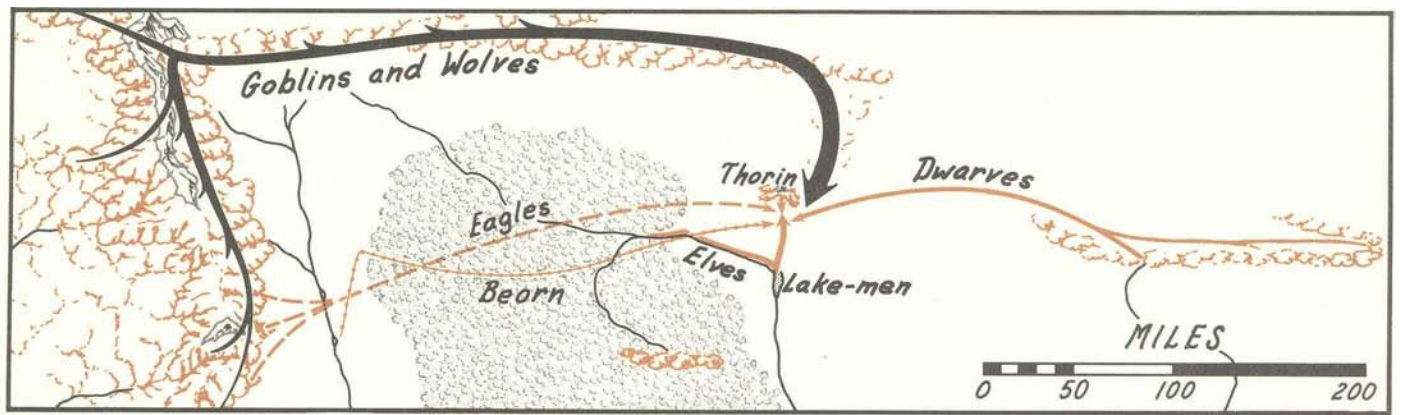 Goblins and Wolves
Thorin
Dwarves
Eagles
Elves
Beorn
Lake-men
MILES
0 50 100 200